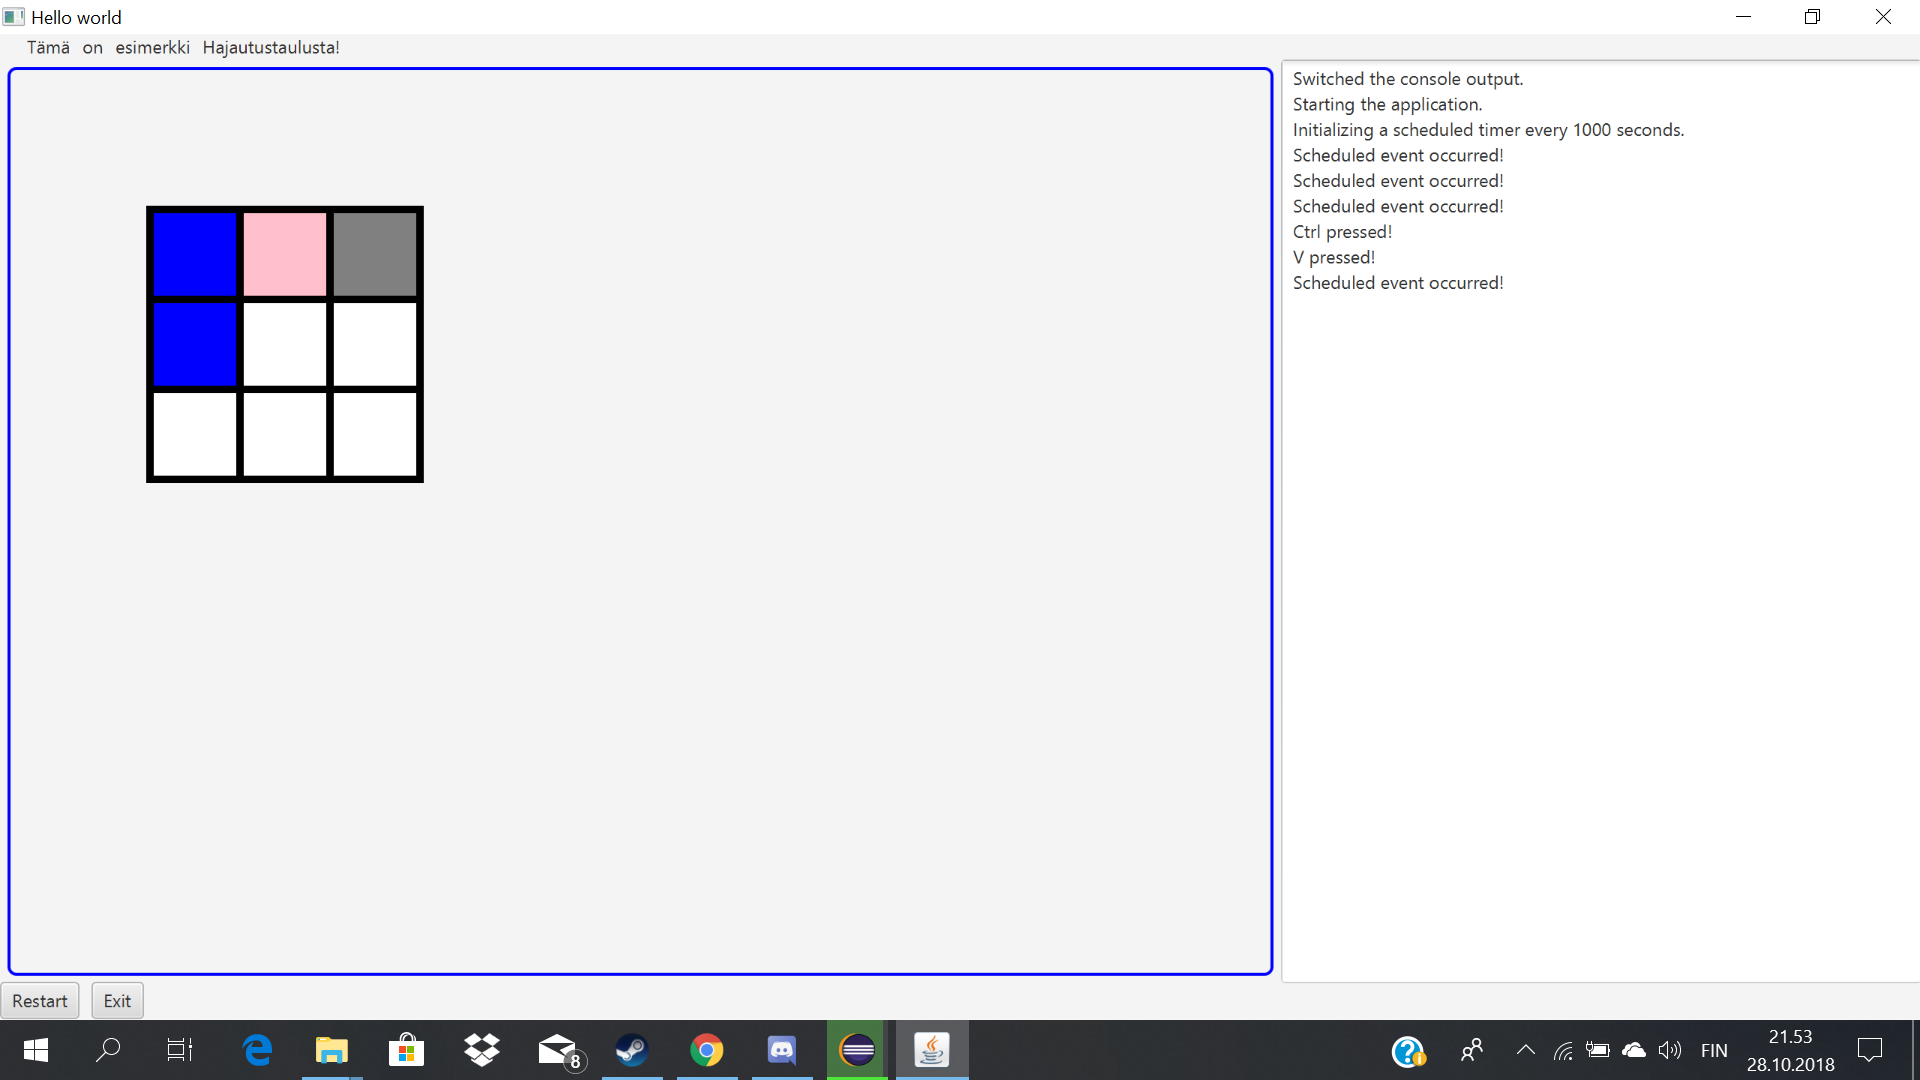 Hello world
Tämä on esimerkki Hajautustaulusta!
Switched the console output.
Starting the application.
Initializing a scheduled timer every 1000 seconds.
Scheduled event occurred!
Scheduled event occurred!
Scheduled event occurred!
Ctrl pressed!
V pressed!
Scheduled event occurred!
Restart Exit
8
FIN
21.53
28.10.2018